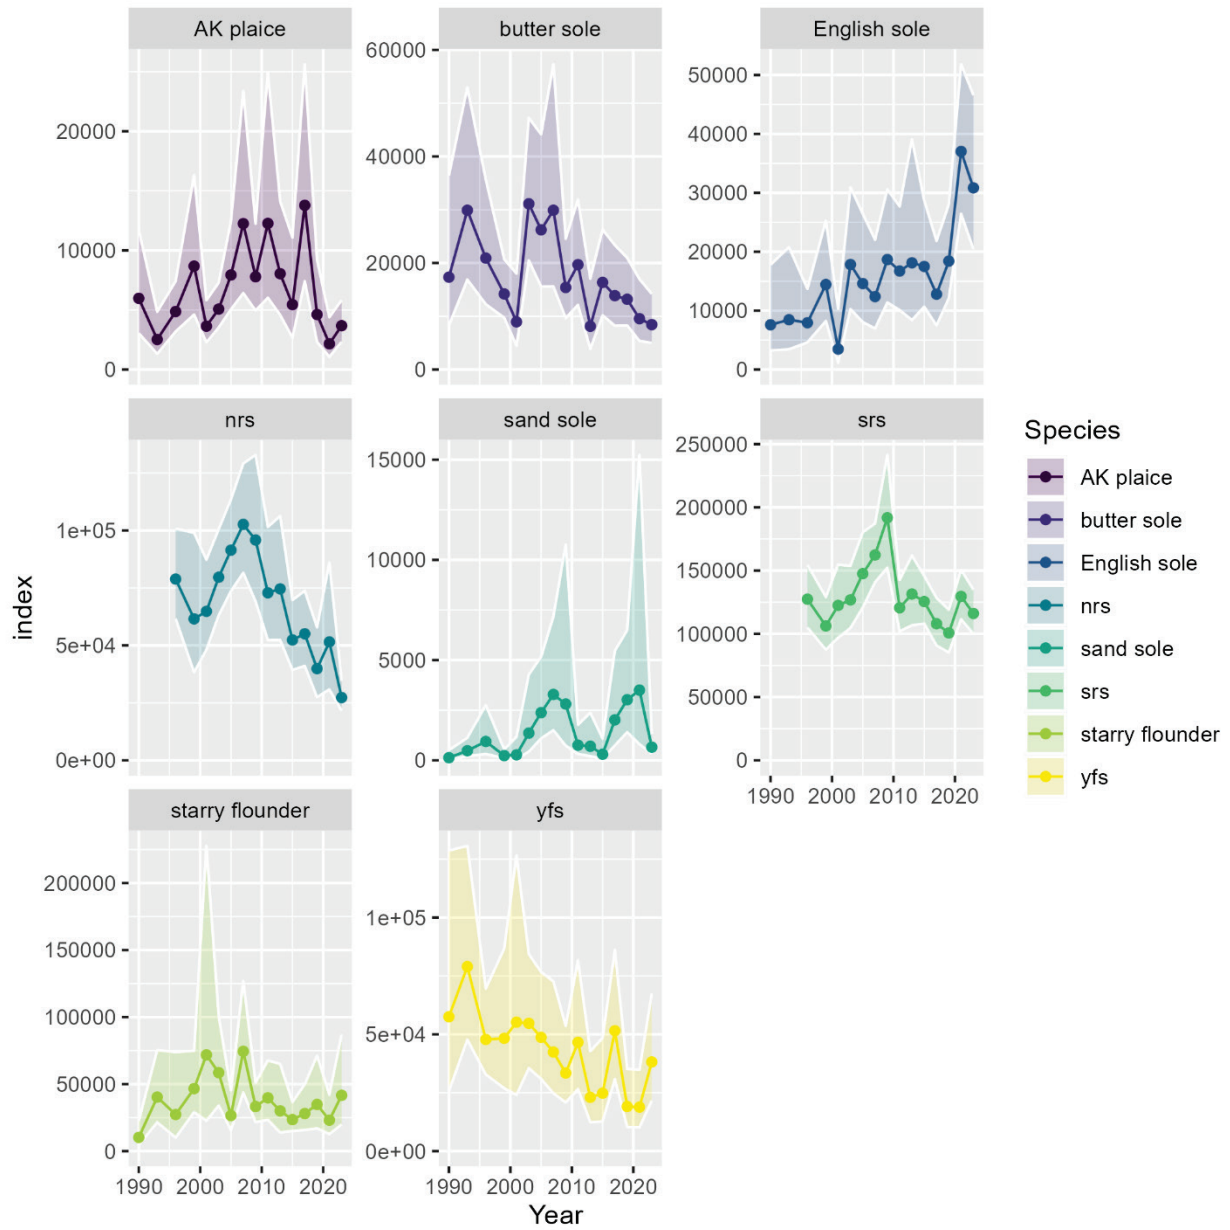 AK plaice
butter sole
English sole
20000
10000
0
60000
40000
20000
0
50000
40000
30000
20000
10000
0
nrs
sand sole
srs
1e+05
5e+04
0e+00
15000
10000
5000
0
250000
200000
150000
100000
50000
0
1990 2000 2010 2020
starry flounder
yfs
200000
150000
100000
50000
0
1e+05
5e+04
0e+00
1990 2000 2010 2020
1990 2000 2010 2020
index
Year
Species
AK plaice
butter sole
English sole
nrs
sand sole
srs
starry flounder
yfs